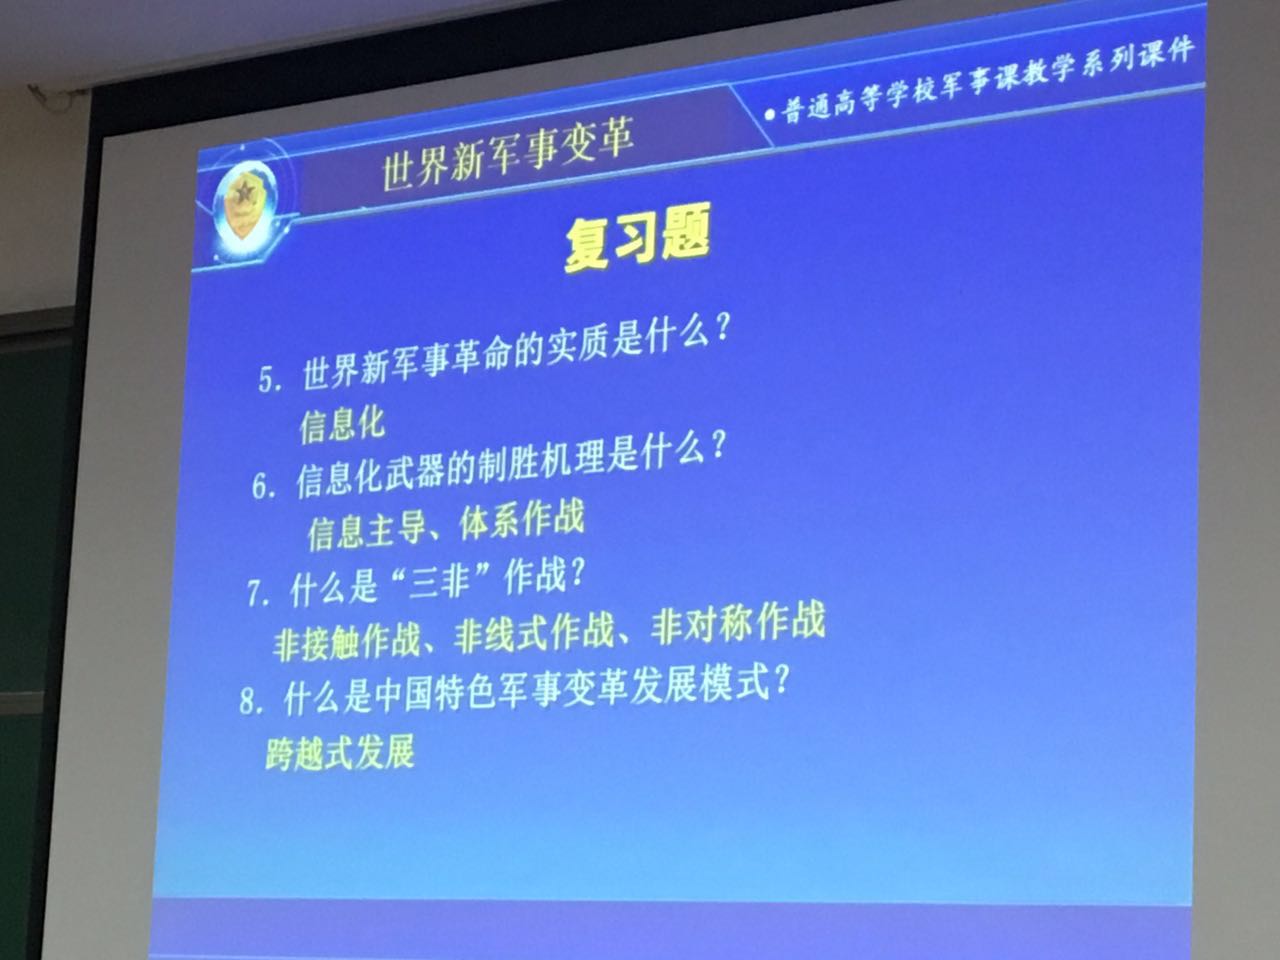 世界新军事变革
•普通高等学校军事课教学系列课件
复习题
5. 世界新军事革命的实质是什么？
信息化
6. 信息化武器的制胜机理是什么？
信息主导、体系作战
7. 什么是“三非”作战？
非接触作战、非线式作战、非对称作战
8. 什么是中国特色军事变革发展模式？
跨越式发展